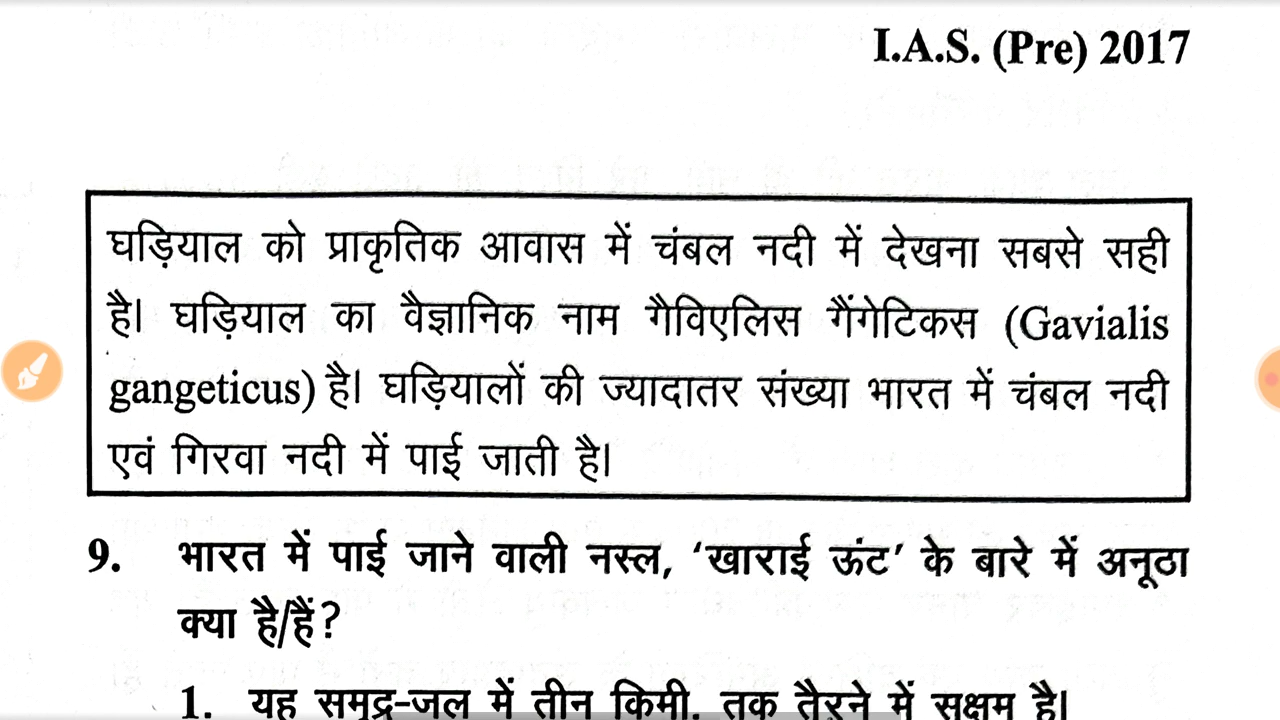 I.A.S. (Pre) 2017
घड़ियाल को प्राकृतिक आवास में चंबल नदी में देखना सबसे सही
है। घड़ियाल का वैज्ञानिक नाम गैविएलिस गैंगेटिकस (Gavialis
gangeticus) है। घड़ियालों की ज्यादातर संख्या भारत में चंबल नदी
एवं गिरवा नदी में पाई जाती है।
9. भारत में पाई जाने वाली नस्ल, ‘खाराई ऊंट’ के बारे में अनूठा
क्या है/हैं?
1. यह समुद्र-जल में तीन किमी. तक तैरने में सक्षम है।